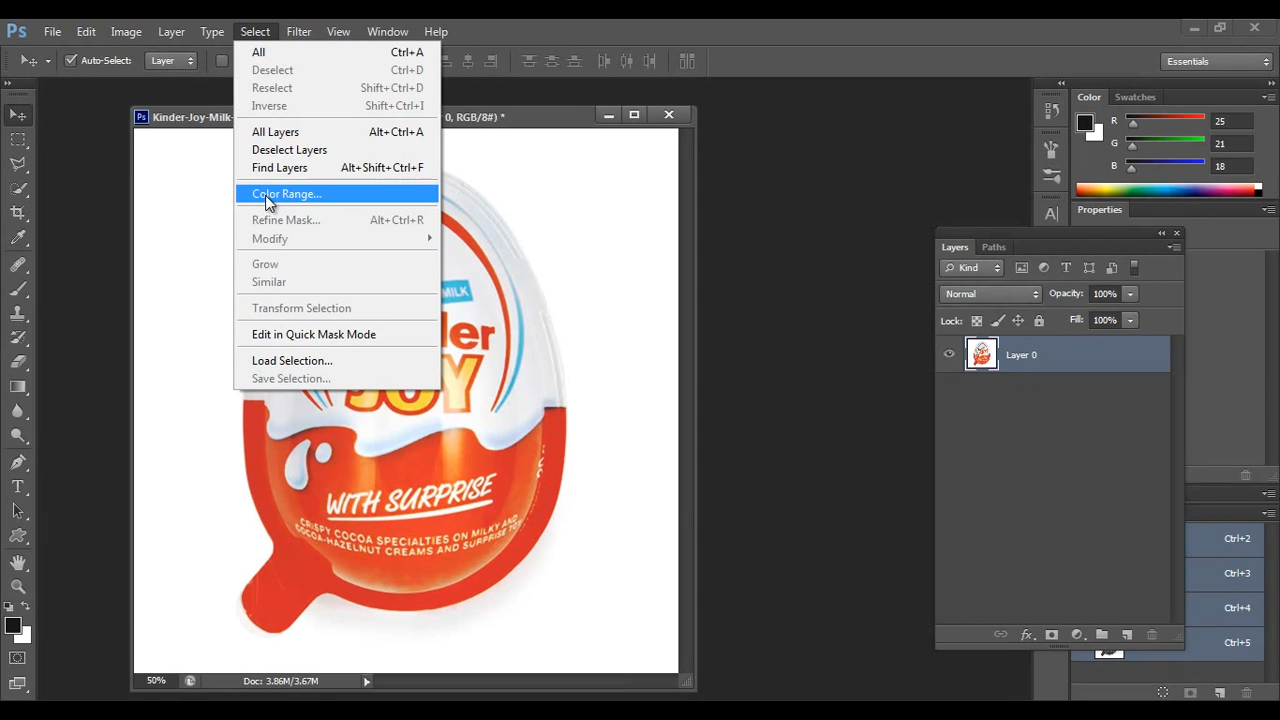 Ps File Edit Image Layer Type Select Filter View Window Help
Auto-Select: Layer
Essentials
All Ctrl+A
Deselect Ctrl+D
Reselect Shift+Ctrl+D
Inverse Shift+Ctrl+I
All Layers Alt+Ctrl+A
Deselect Layers
Find Layers Alt+Shift+Ctrl+F
Color Range...
Refine Mask... Alt+Ctrl+R
Modify
Grow
Similar
Transform Selection
Edit in Quick Mask Mode
Load Selection...
Save Selection...
Ps Kinder-Joy-Milk- 0, RGB/8#) *
MILK
JOY
WITH SURPRISE
CRISPY COCOA SPECIALTIES ON MILKY AND
COCOA-HAZELNUT CREAMS AND SURPRISE TOY
50% Doc: 3.86M/3.67M
Color Swatches
R 25
G 21
B 18
Properties
Layers Paths
Kind
Normal Opacity: 100%
Lock: Fill: 100%
Layer 0
Ctrl+2
Ctrl+3
Ctrl+4
Ctrl+5